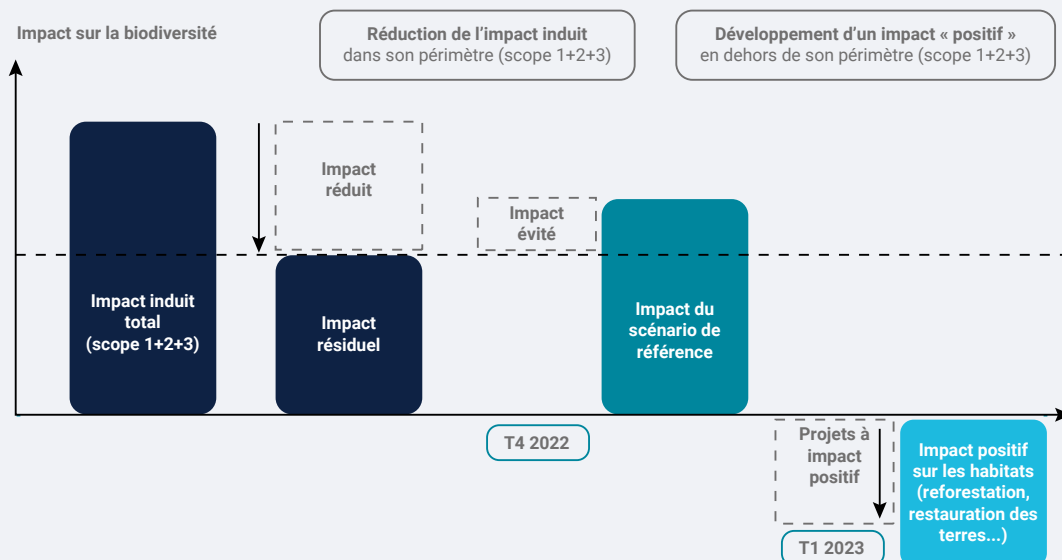 Impact sur la biodiversité
Réduction de l'impact induit
dans son périmètre (scope 1+2+3)
Développement d'un impact « positif »
en dehors de son périmètre (scope 1+2+3)
Impact
réduit
Impact
évité
Impact induit
total
(scope 1+2+3)
Impact
résiduel
Impact du
scénario de
référence
T4 2022
Projets à
impact
positif
Impact positif
sur les habitats
(reforestation,
restauration des
terres...)
T1 2023